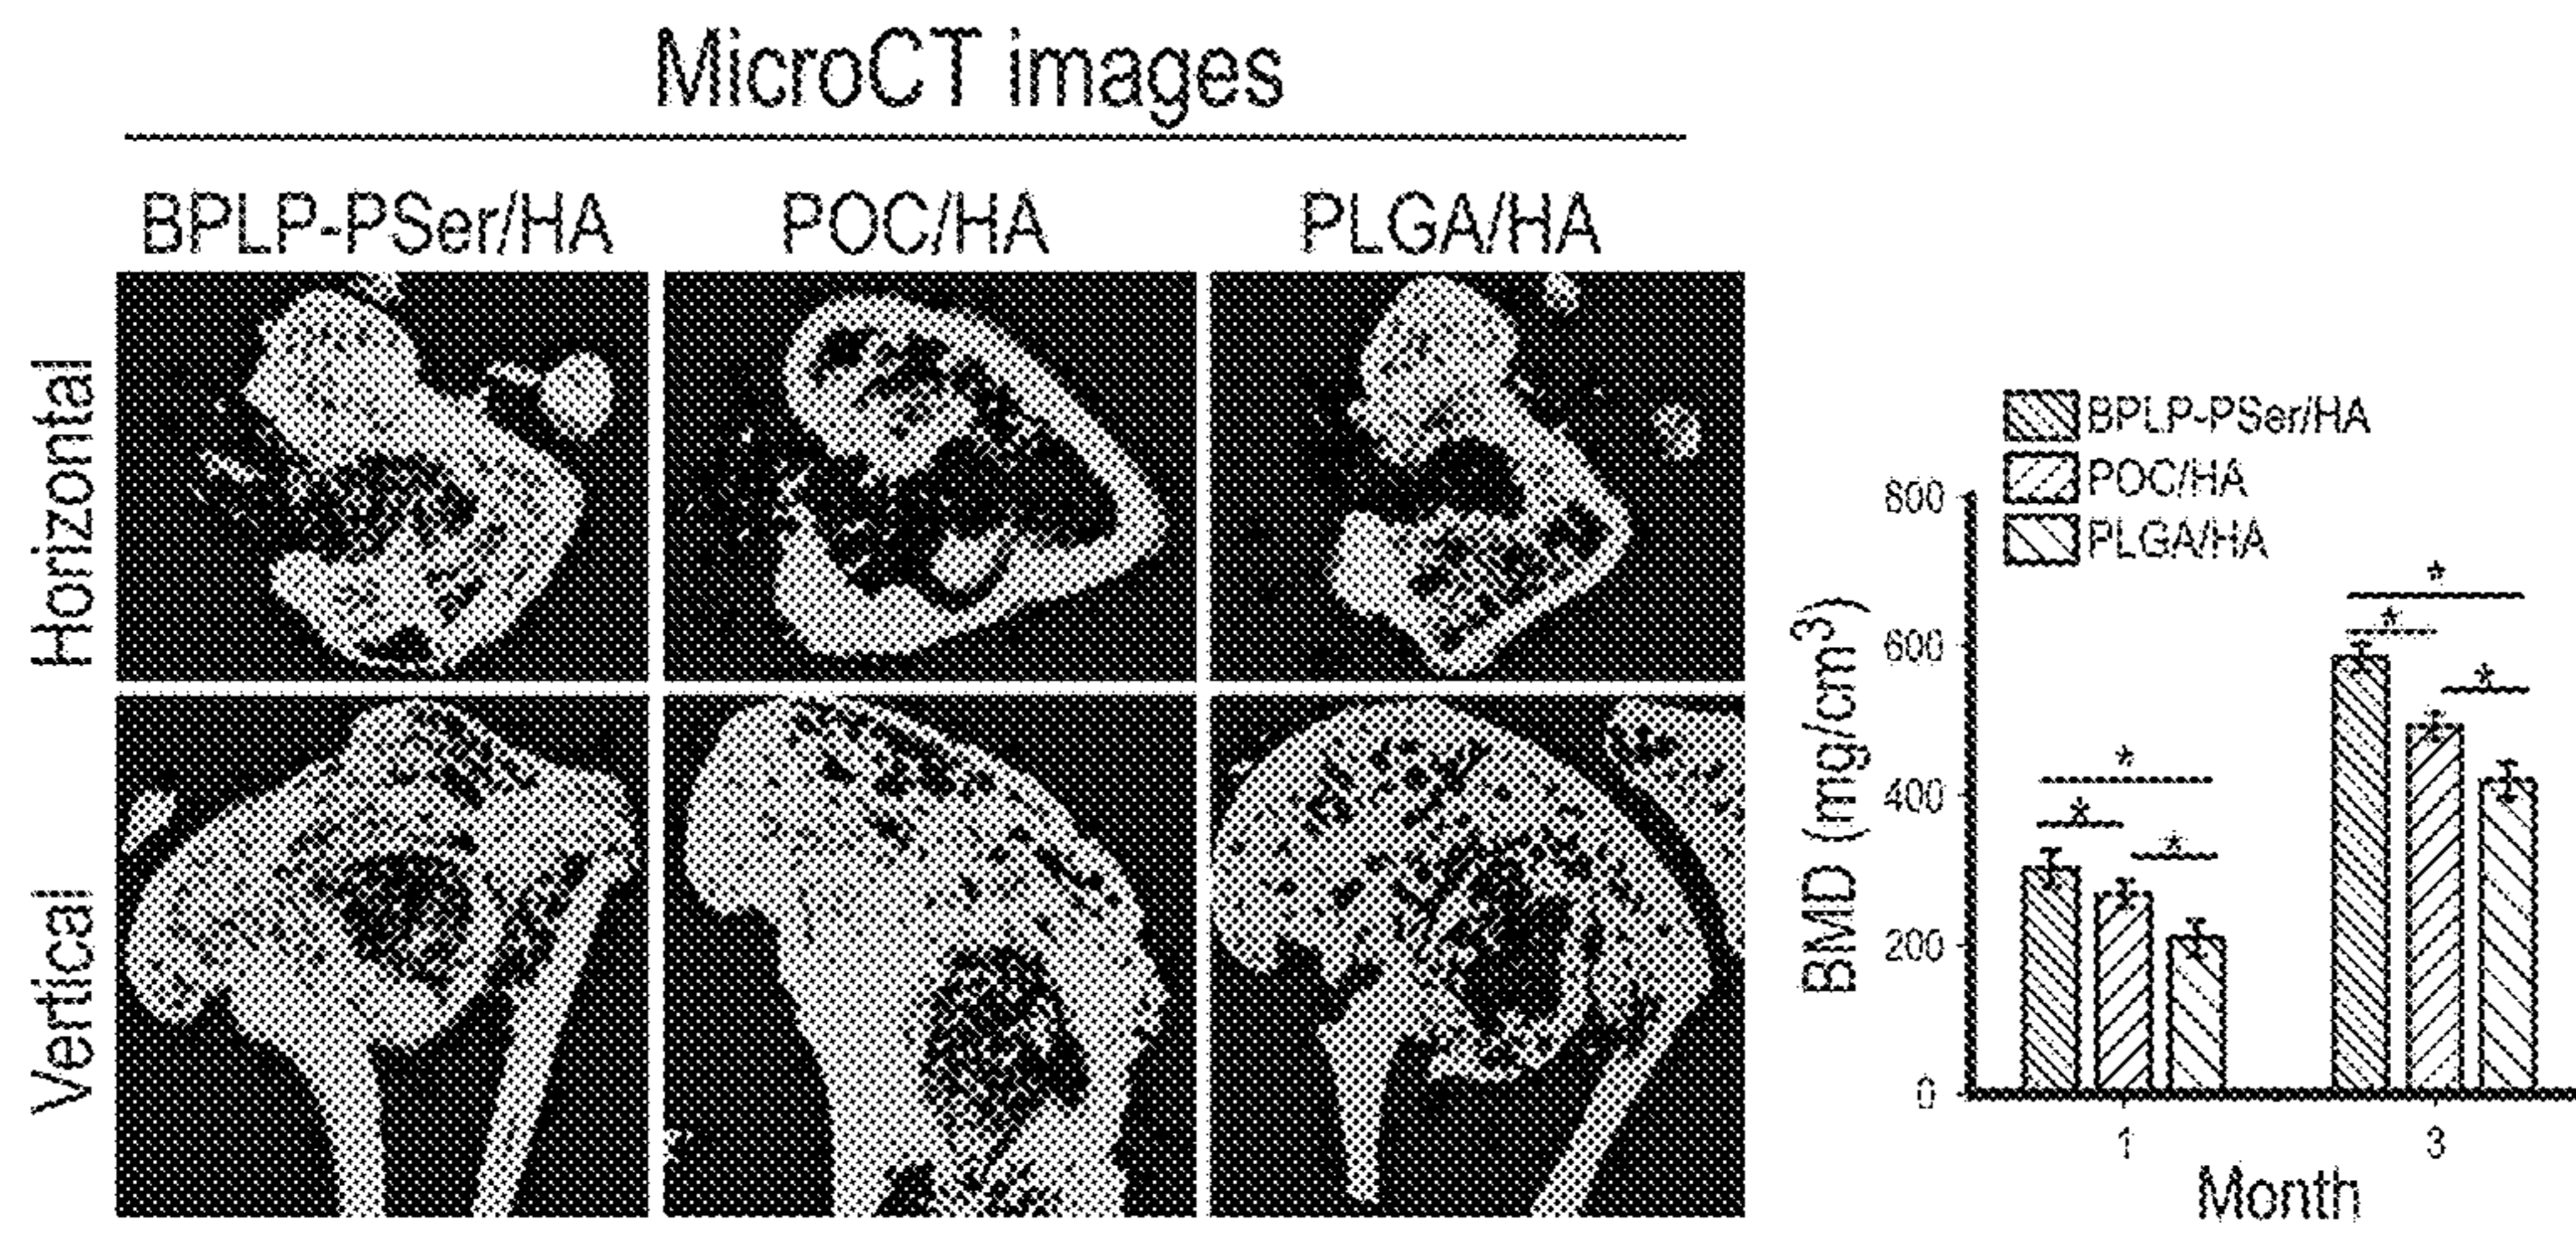 MicroCT images
BPLP-PSer/HA
POC/HA
PLGA/HA
Horizontal
Vertical
BPLP-PSer/HA
POC/HA
PLGA/HA
BMD (mg/cm³)
800
600
400
200
0
*
*
*
*
*
*
1
3
Month